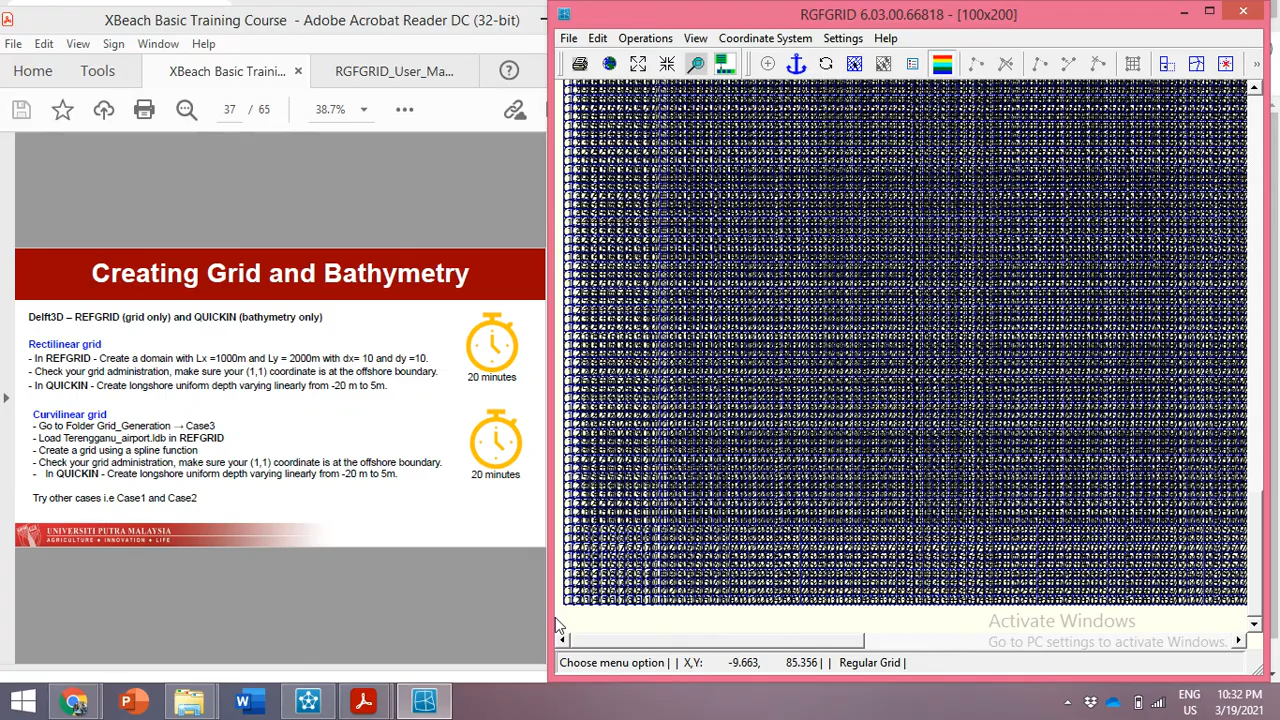 XBeach Basic Training Course - Adobe Acrobat Reader DC (32-bit)
File Edit View Sign Window Help
Home
XBeach Basic Traini...
RGFGRID_User_Ma...
37 / 65
38.7%
Creating Grid and Bathymetry
Delft3D – REFGRID (grid only) and QUICKIN (bathymetry only)
Rectilinear grid
- In REFGRID - Create a domain with Lx =1000m and Ly = 2000m with dx= 10 and dy =10.
- Check your grid administration, make sure your (1,1) coordinate is at the offshore boundary.
- In QUICKIN - Create longshore uniform depth varying linearly from -20 m to 5m.
20 minutes
Curvilinear grid
- Go to Folder Grid_Generation → Case3
- Load Terengganu_airport.ldb in REFGRID
- Create a grid using a spline function
- Check your grid administration, make sure your (1,1) coordinate is at the offshore boundary.
- In QUICKIN - Create longshore uniform depth varying linearly from -20 m to 5m.
20 minutes
Try other cases i.e Case1 and Case2
UNIVERSITI PUTRA MALAYSIA
AGRICULTURE • INNOVATION • LIFE
RGFGRID 6.03.00.66818 - [100x200]
File Edit Operations View Coordinate System Settings Help
Activate Windows
Go to PC settings to activate Windows.
Choose menu option | | X,Y: -9.663, 85.356 | | Regular Grid |
ENG
US
10:32 PM
3/19/2021